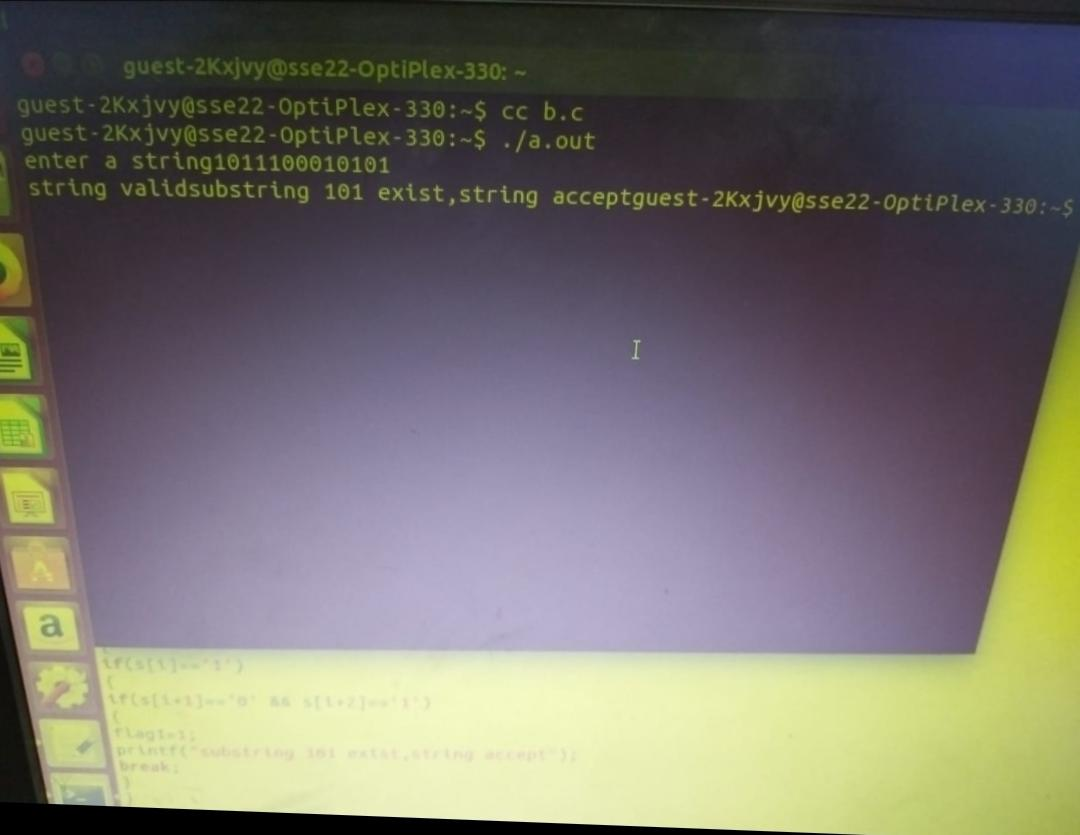 guest-2Kxjvy@sse22-OptiPlex-330: ~
guest-2Kxjvy@sse22-OptiPlex-330:~$ cc b.c
guest-2Kxjvy@sse22-OptiPlex-330:~$ ./a.out
enter a string1011100010101
string validsubstring 101 exist,string acceptguest-2Kxjvy@sse22-OptiPlex-330:~$
a
if(s[i]=='1')
{
if(s[i+1]=='0' && s[i+2]=='1')
{
flag1=1;
printf("substring 101 exist,string accept");
break;
}